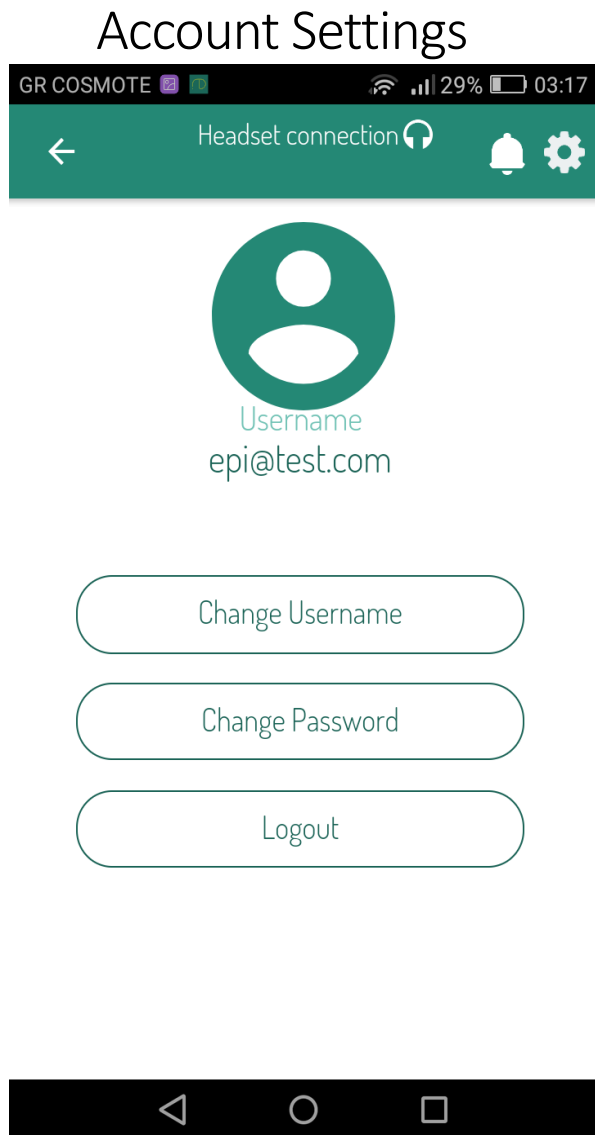 Account Settings
GR COSMOTE 29% 03:17
Headset connection
Username
epi@test.com
Change Username
Change Password
Logout